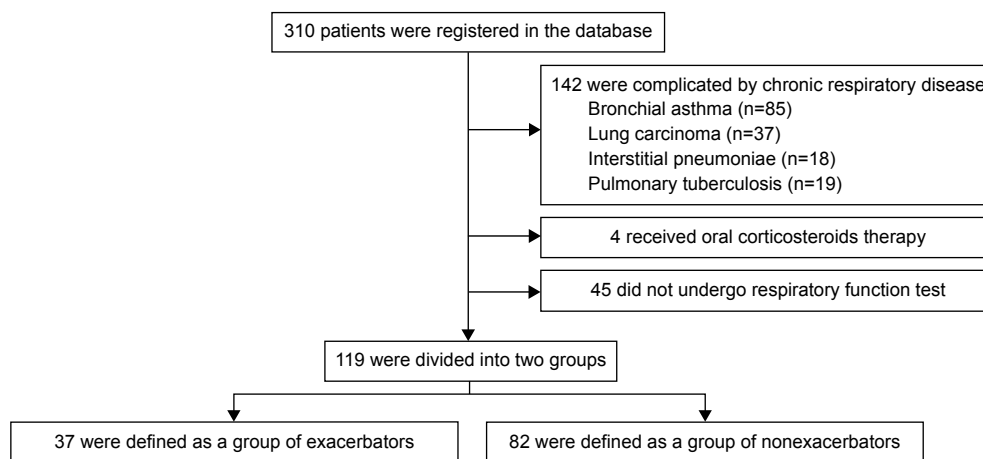 310 patients were registered in the database
142 were complicated by chronic respiratory disease
Bronchial asthma (n=85)
Lung carcinoma (n=37)
Interstitial pneumoniae (n=18)
Pulmonary tuberculosis (n=19)
4 received oral corticosteroids therapy
45 did not undergo respiratory function test
119 were divided into two groups
37 were defined as a group of exacerbators
82 were defined as a group of nonexacerbators